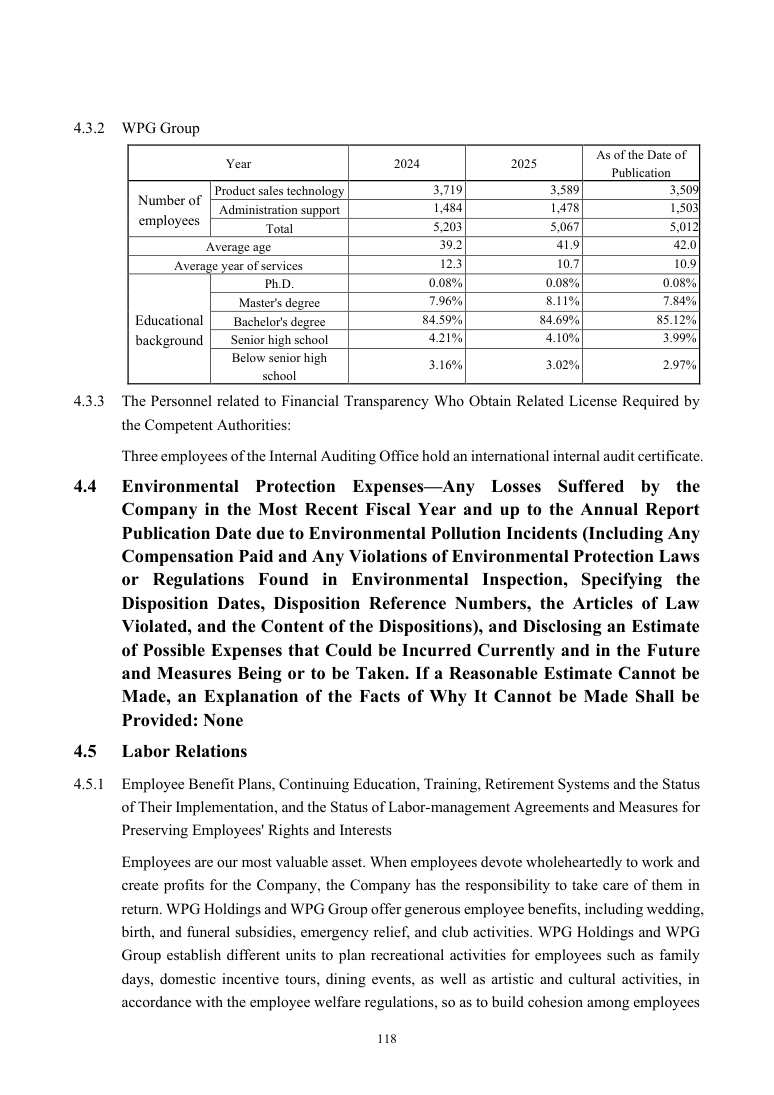 4.3.2 WPG Group
Year 2024 2025 As of the Date of
Publication
Number of
employees
Product sales technology 3,719 3,589 3,509
Administration support 1,484 1,478 1,503
Total 5,203 5,067 5,012
Average age 39.2 41.9 42.0
Average year of services 12.3 10.7 10.9
Educational
background
Ph.D. 0.08% 0.08% 0.08%
Master's degree 7.96% 8.11% 7.84%
Bachelor's degree 84.59% 84.69% 85.12%
Senior high school 4.21% 4.10% 3.99%
Below senior high
school 3.16% 3.02% 2.97%
4.3.3 The Personnel related to Financial Transparency Who Obtain Related License Required by
the Competent Authorities:
Three employees of the Internal Auditing Office hold an international internal audit certificate.
4.4 Environmental Protection Expenses—Any Losses Suffered by the
Company in the Most Recent Fiscal Year and up to the Annual Report
Publication Date due to Environmental Pollution Incidents (Including Any
Compensation Paid and Any Violations of Environmental Protection Laws
or Regulations Found in Environmental Inspection, Specifying the
Disposition Dates, Disposition Reference Numbers, the Articles of Law
Violated, and the Content of the Dispositions), and Disclosing an Estimate
of Possible Expenses that Could be Incurred Currently and in the Future
and Measures Being or to be Taken. If a Reasonable Estimate Cannot be
Made, an Explanation of the Facts of Why It Cannot be Made Shall be
Provided: None
4.5 Labor Relations
4.5.1 Employee Benefit Plans, Continuing Education, Training, Retirement Systems and the Status
of Their Implementation, and the Status of Labor-management Agreements and Measures for
Preserving Employees' Rights and Interests
Employees are our most valuable asset. When employees devote wholeheartedly to work and
create profits for the Company, the Company has the responsibility to take care of them in
return. WPG Holdings and WPG Group offer generous employee benefits, including wedding,
birth, and funeral subsidies, emergency relief, and club activities. WPG Holdings and WPG
Group establish different units to plan recreational activities for employees such as family
days, domestic incentive tours, dining events, as well as artistic and cultural activities, in
accordance with the employee welfare regulations, so as to build cohesion among employees
118